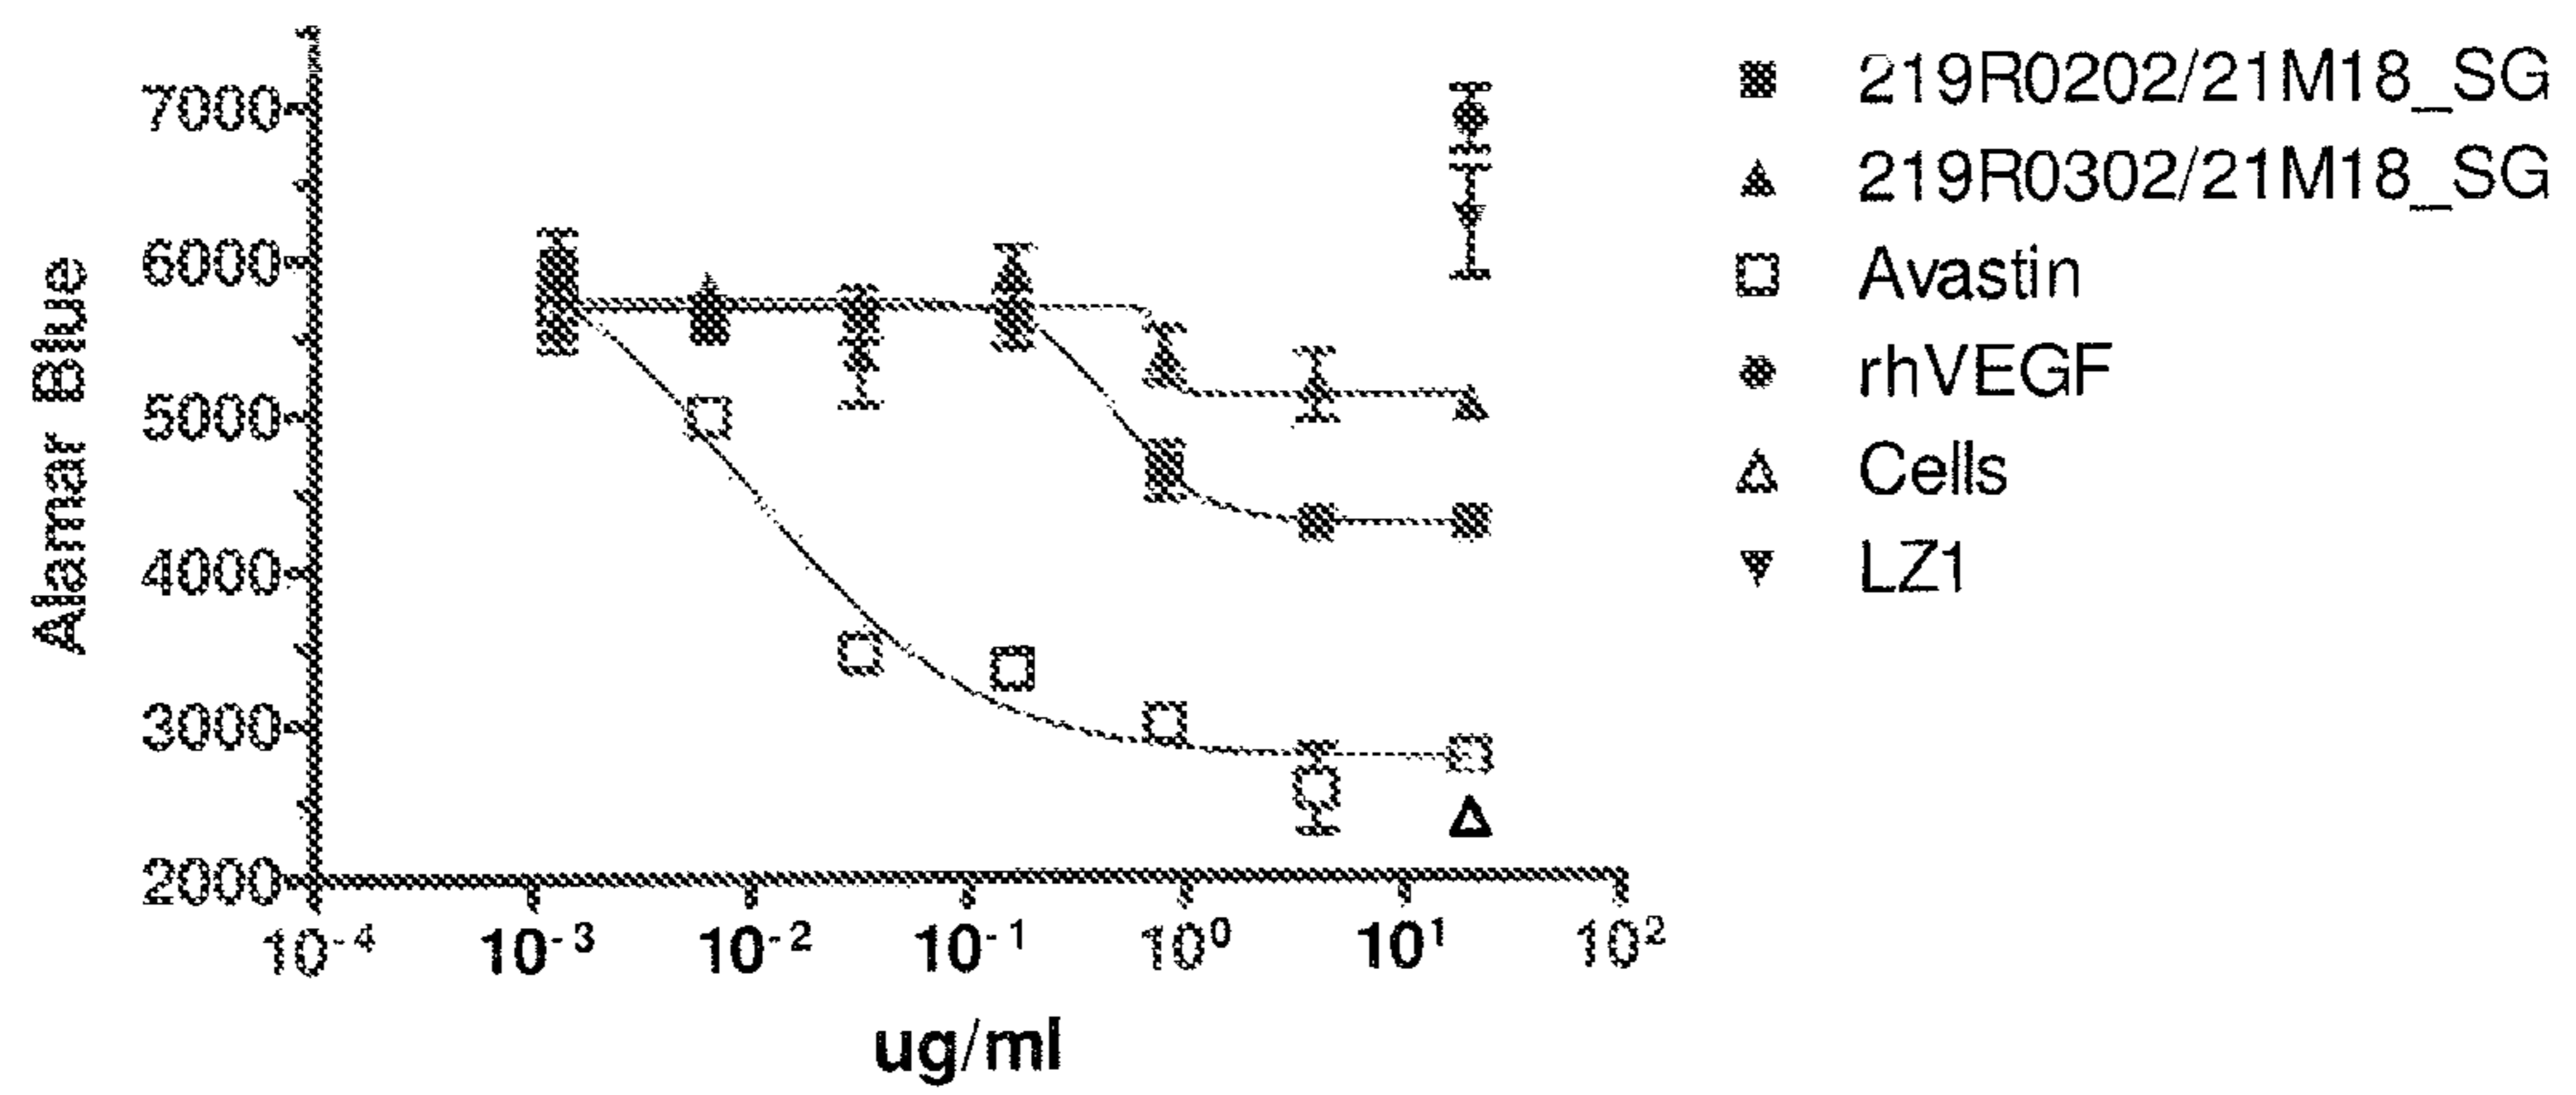 7000
6000
5000
4000
3000
2000
Alamar Blue
10⁻⁴ 10⁻³ 10⁻² 10⁻¹ 10⁰ 10¹ 10²
ug/ml
219R0202/21M18_SG
219R0302/21M18_SG
Avastin
rhVEGF
Cells
LZ1